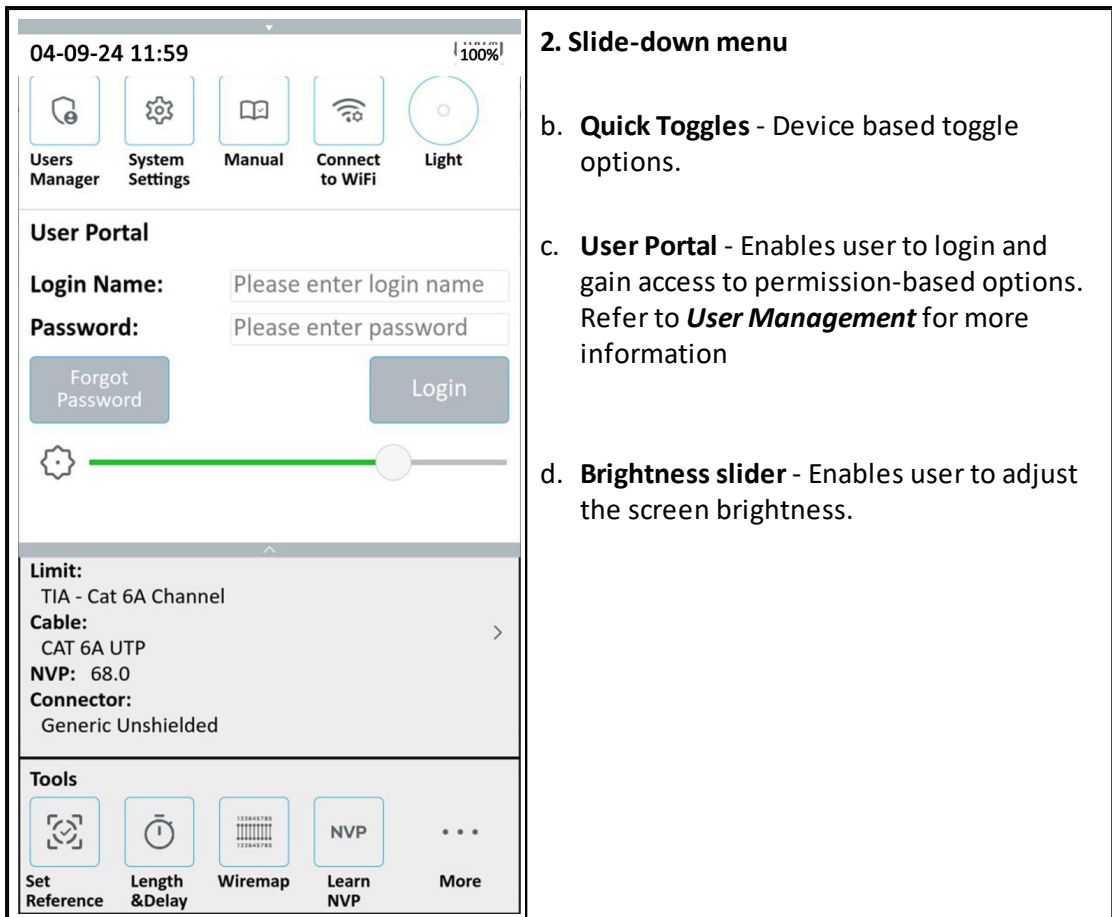 04-09-24 11:59
100%
Users Manager
System Settings
Manual
Connect to WiFi
Light
User Portal
Login Name: Please enter login name
Password: Please enter password
Forgot Password
Login
Limit:
TIA - Cat 6A Channel
Cable:
CAT 6A UTP
NVP: 68.0
Connector:
Generic Unshielded
Tools
NVP
Set Reference
Length &Delay
Wiremap
Learn NVP
More
2. Slide-down menu
b. Quick Toggles - Device based toggle
options.
c. User Portal - Enables user to login and
gain access to permission-based options.
Refer to User Management for more
information
d. Brightness slider - Enables user to adjust
the screen brightness.